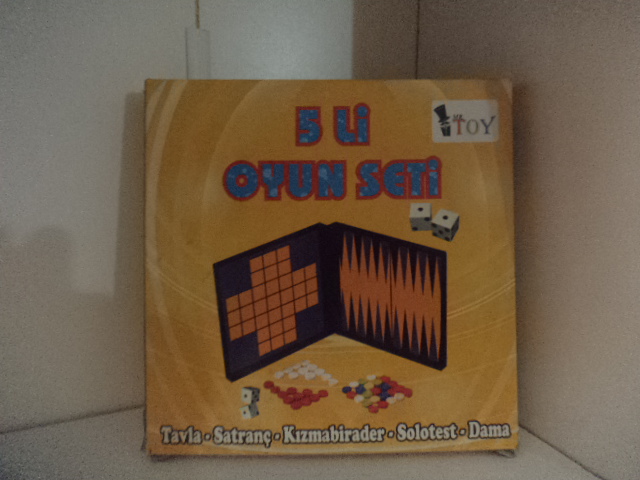 5 Lİ
TOY
OYUN SETİ
Tavla - Satranç - Kızmabirader - Solotest - Dama